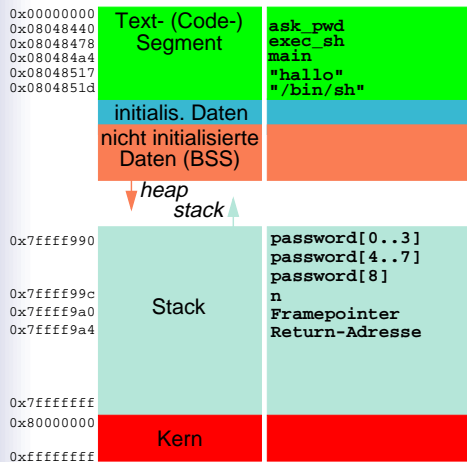 0x00000000
Text- (Code-)
Segment
0x08048440
ask_pwd
0x08048478
exec_sh
0x080484a4
main
0x08048517
"hallo"
0x0804851d
"/bin/sh"
initialis. Daten
nicht initialisierte
Daten (BSS)
heap
stack
0x7ffff990
password[0..3]
password[4..7]
password[8]
0x7ffff99c
n
Stack
0x7ffff9a0
Framepointer
0x7ffff9a4
Return-Adresse
0x7fffffff
0x80000000
Kern
0xffffffff